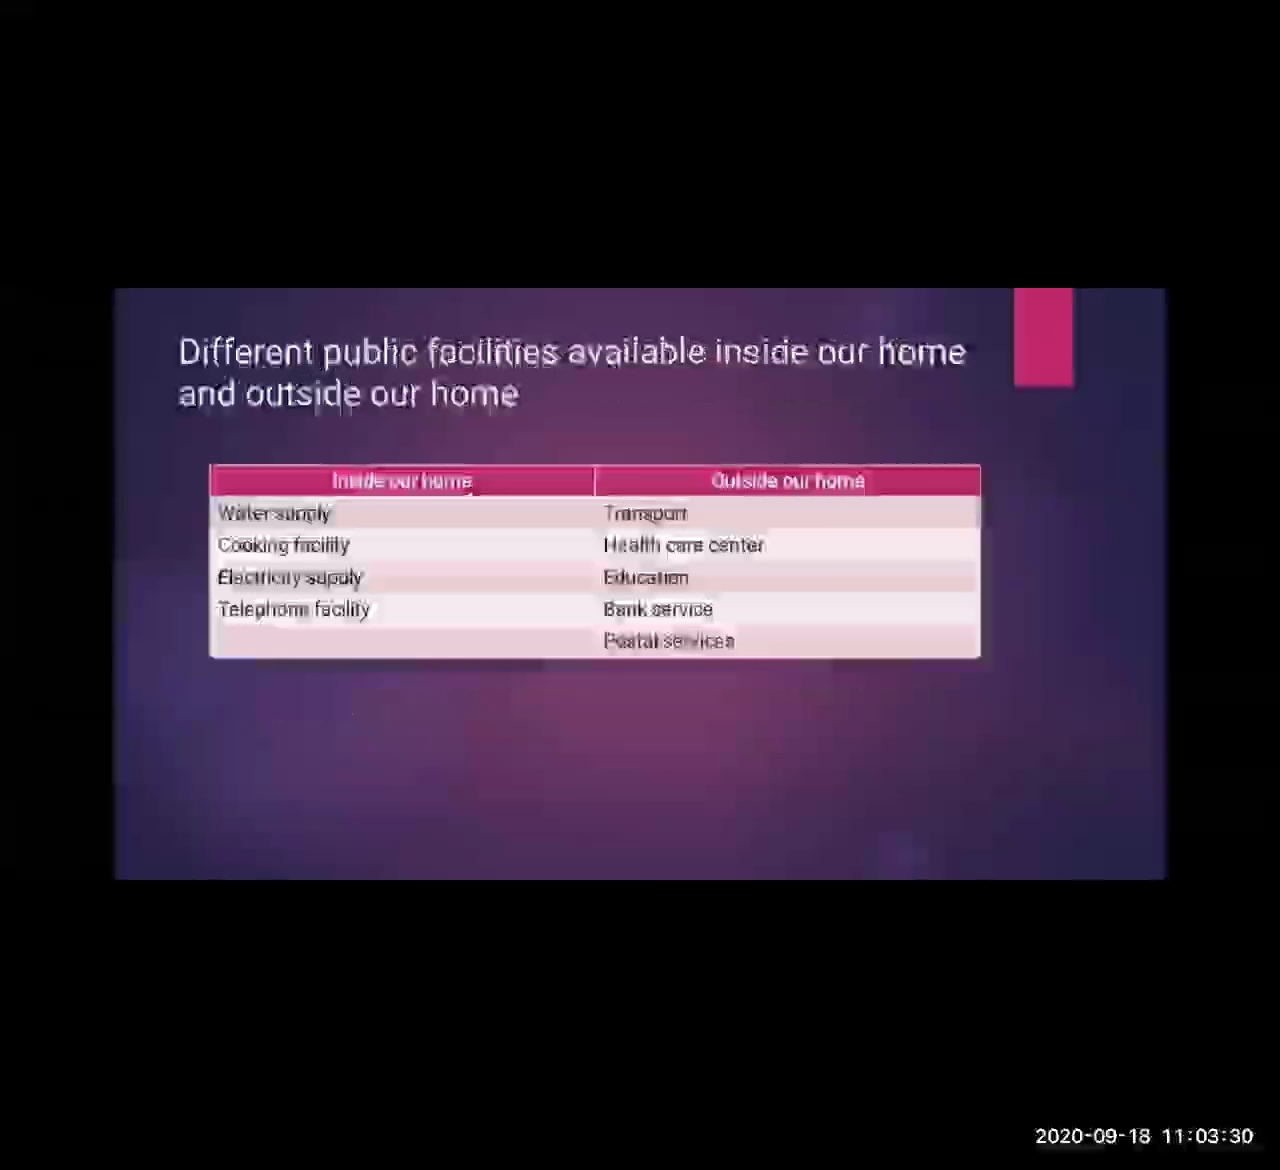 Different public facilities available inside our home
and outside our home
Inside our home Outside our home
Water supply Transport
Cooking facility Health care center
Electricity supply Education
Telephone facility Bank service
Postal services
2020-09-18 11:03:30